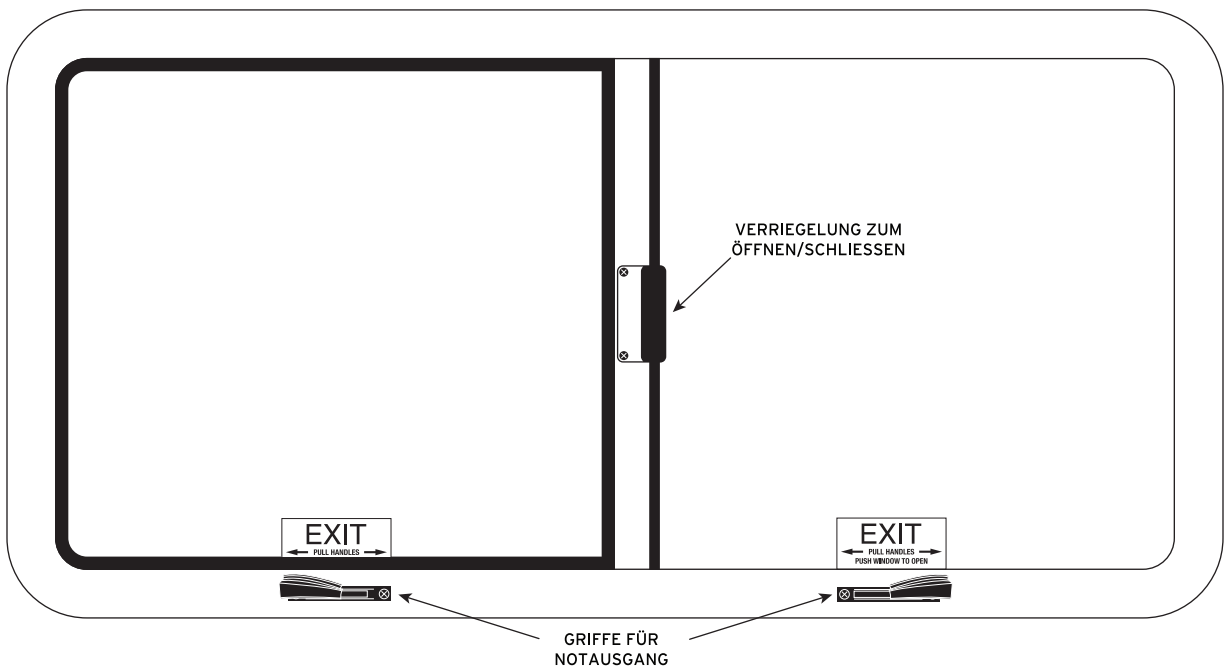 VERRIEGELUNG ZUM
ÖFFNEN/SCHLIESSEN
EXIT
PULL HANDLES
EXIT
PULL HANDLES
PUSH WINDOW TO OPEN
GRIFFE FÜR
NOTAUSGANG